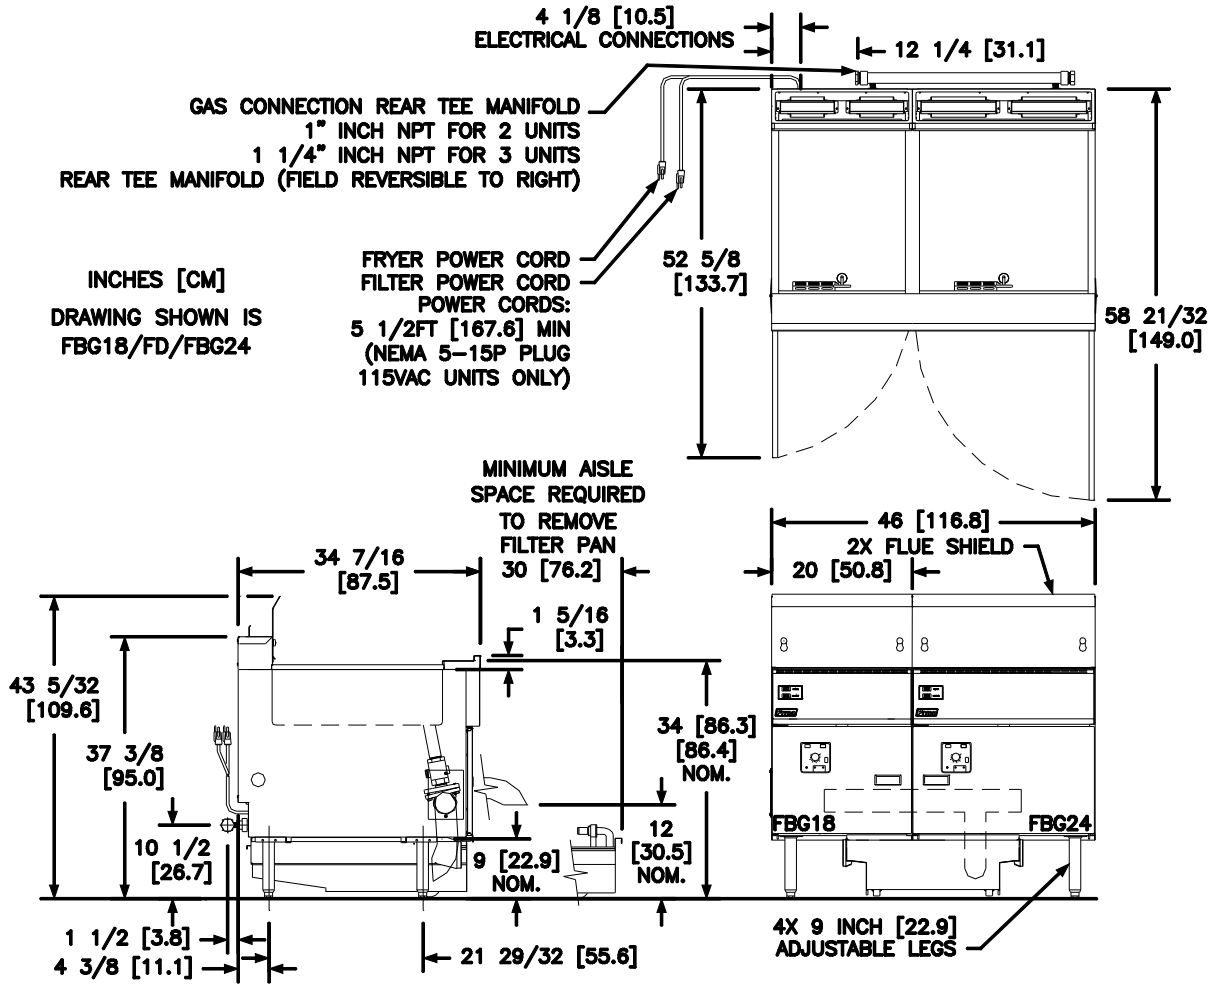 4 1/8 [10.5]
ELECTRICAL CONNECTIONS
12 1/4 [31.1]
GAS CONNECTION REAR TEE MANIFOLD
1" INCH NPT FOR 2 UNITS
1 1/4" INCH NPT FOR 3 UNITS
REAR TEE MANIFOLD (FIELD REVERSIBLE TO RIGHT)
INCHES [CM]
DRAWING SHOWN IS
FBG18/FD/FBG24
FRYER POWER CORD
FILTER POWER CORD
POWER CORDS:
5 1/2FT [167.6] MIN
(NEMA 5-15P PLUG
115VAC UNITS ONLY)
52 5/8
[133.7]
58 21/32
[149.0]
MINIMUM AISLE
SPACE REQUIRED
TO REMOVE
FILTER PAN
30 [76.2]
34 7/16
[87.5]
1 5/16
[3.3]
46 [116.8]
2X FLUE SHIELD
20 [50.8]
43 5/32
[109.6]
37 3/8
[95.0]
10 1/2
[26.7]
34 [86.3]
[86.4]
NOM.
12
[30.5]
NOM.
9 [22.9]
NOM.
FBG18
FBG24
1 1/2 [3.8]
4 3/8 [11.1]
21 29/32 [55.6]
4X 9 INCH [22.9]
ADJUSTABLE LEGS